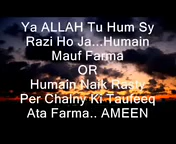 Ya ALLAH Tu Hum Sy
Razi Ho Ja...Humain
Mauf Farma
OR
Humain Naik Rasty
Per Chalny Ki Taufeeq
Ata Farma.. AMEEN